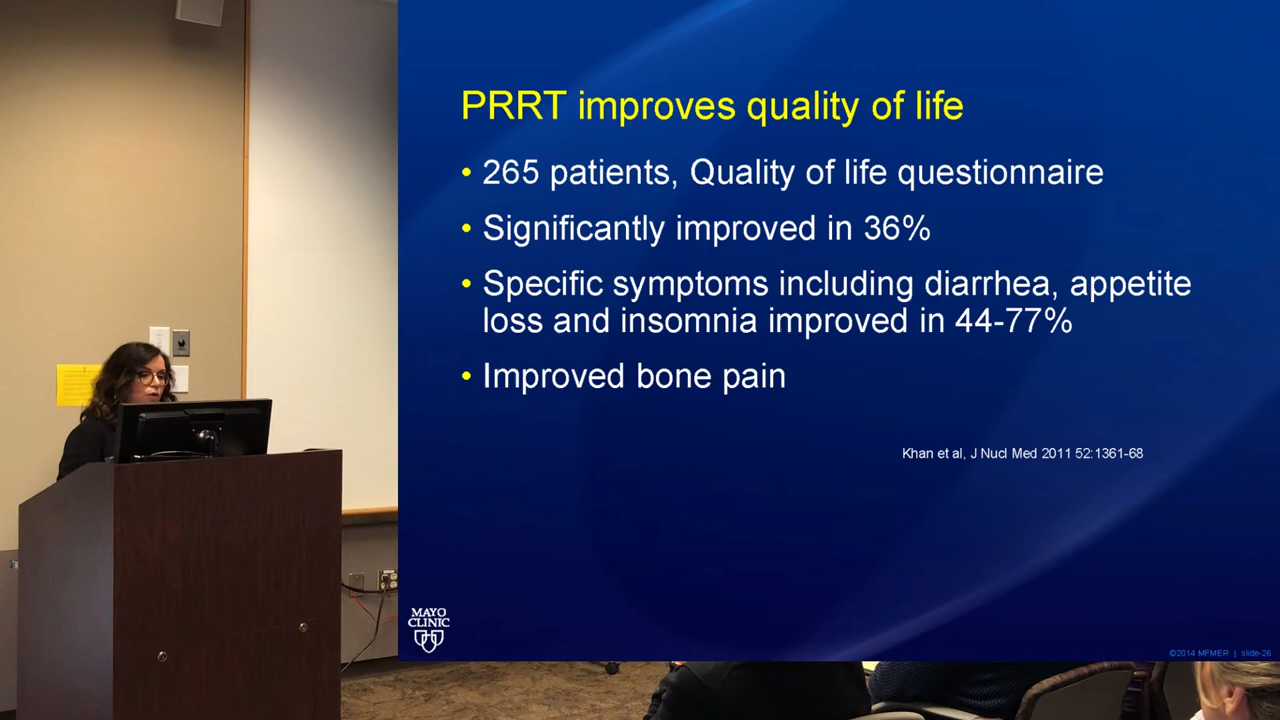 PRRT improves quality of life
• 265 patients, Quality of life questionnaire
• Significantly improved in 36%
• Specific symptoms including diarrhea, appetite
loss and insomnia improved in 44-77%
• Improved bone pain
Khan et al, J Nucl Med 2011 52:1361-68
MAYO
CLINIC
©2014 MFMER | slide-26